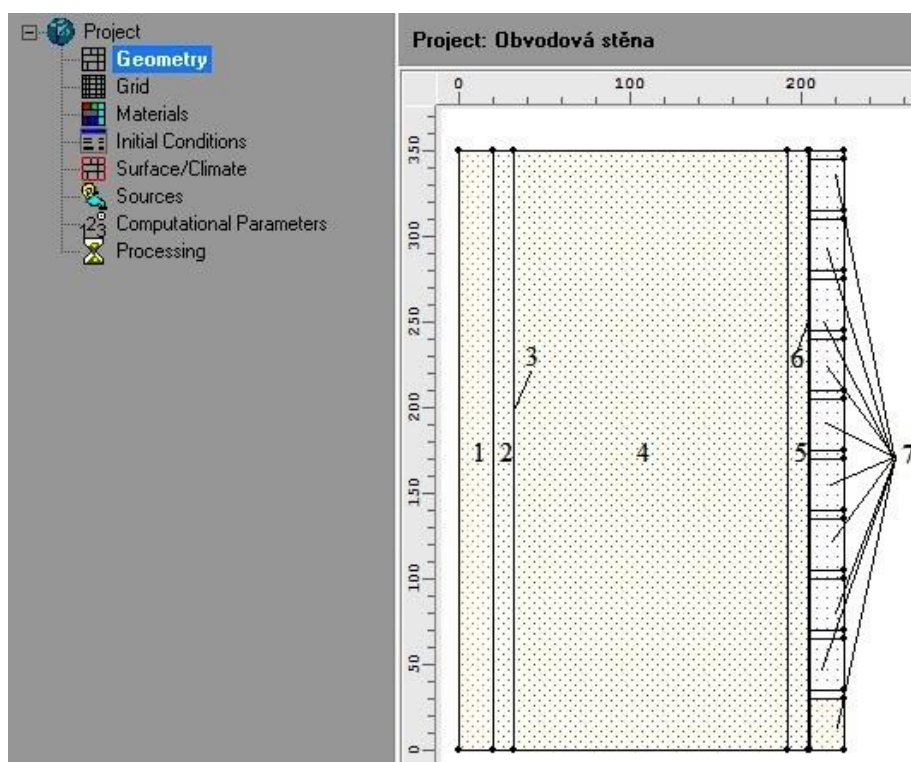 Project
Geometry
Grid
Materials
Initial Conditions
Surface/Climate
Sources
Computational Parameters
Processing
Project: Obvodová stěna
0 100 200
350
300
250
200
150
100
50
0
3
6
1 2 4 5 7